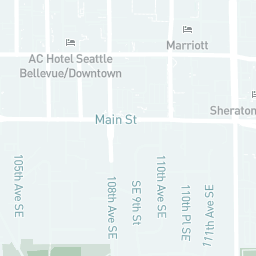 Marriott
AC Hotel Seattle
Bellevue/Downtown
Sheraton
Main St
105th Ave SE
108th Ave SE
SE 9th St
110th Ave SE
110th Pl SE
111th Ave SE